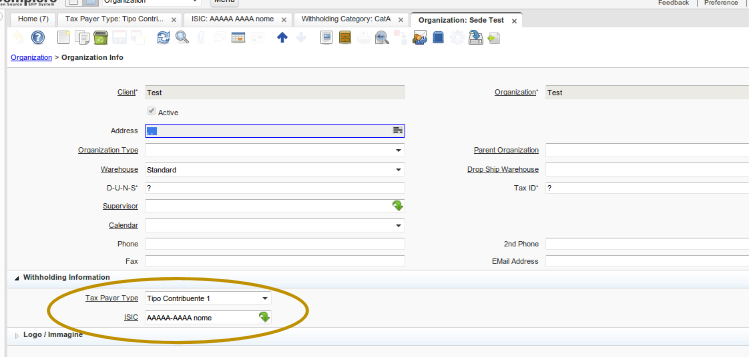 Organization Menu
Feedback Preference
Home (7) Tax Payer Type: Tipo Contri... ISIC: AAAAA AAAA nome Withholding Category: CatA Organization: Sede Test
Organization > Organization Info
Client* Test Organization* Test
Active
Address
Organization Type Parent Organization
Warehouse Standard Drop Ship Warehouse
D-U-N-S* ? Tax ID* ?
Supervisor
Calendar
Phone 2nd Phone
Fax EMail Address
Withholding Information
Tax Payer Type Tipo Contribuente 1
ISIC AAAAA-AAAA nome
Logo / Immagine